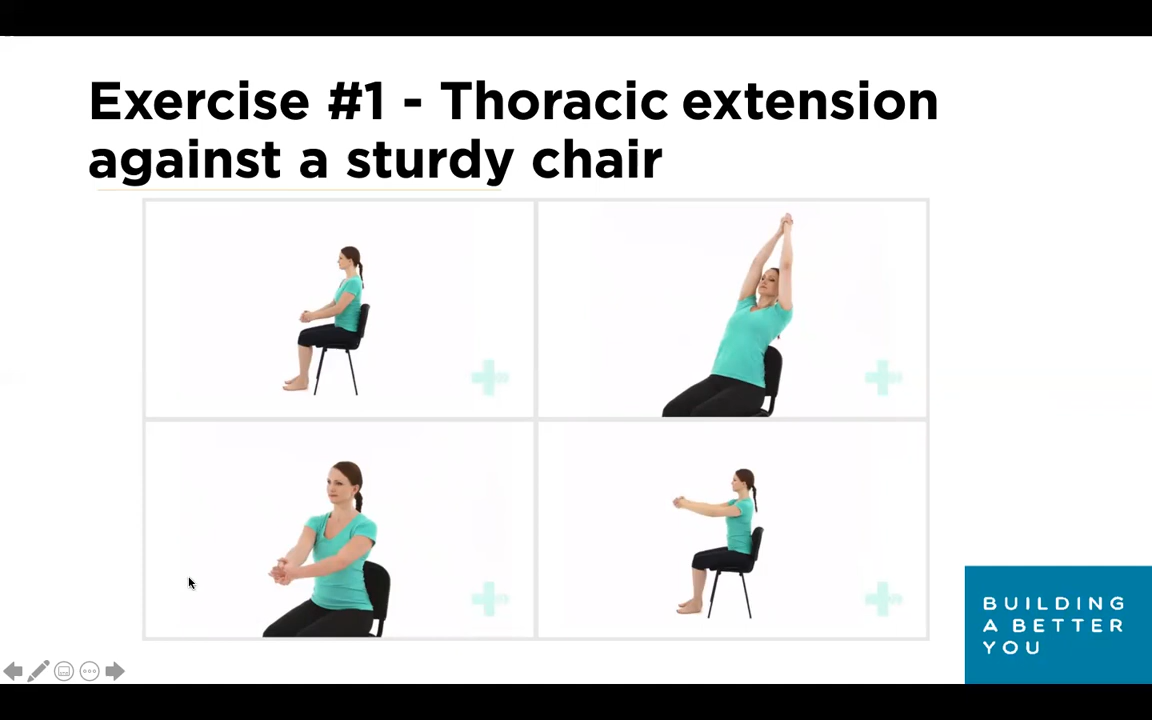 Exercise #1 - Thoracic extension
against a sturdy chair
BUILDING
A BETTER
YOU